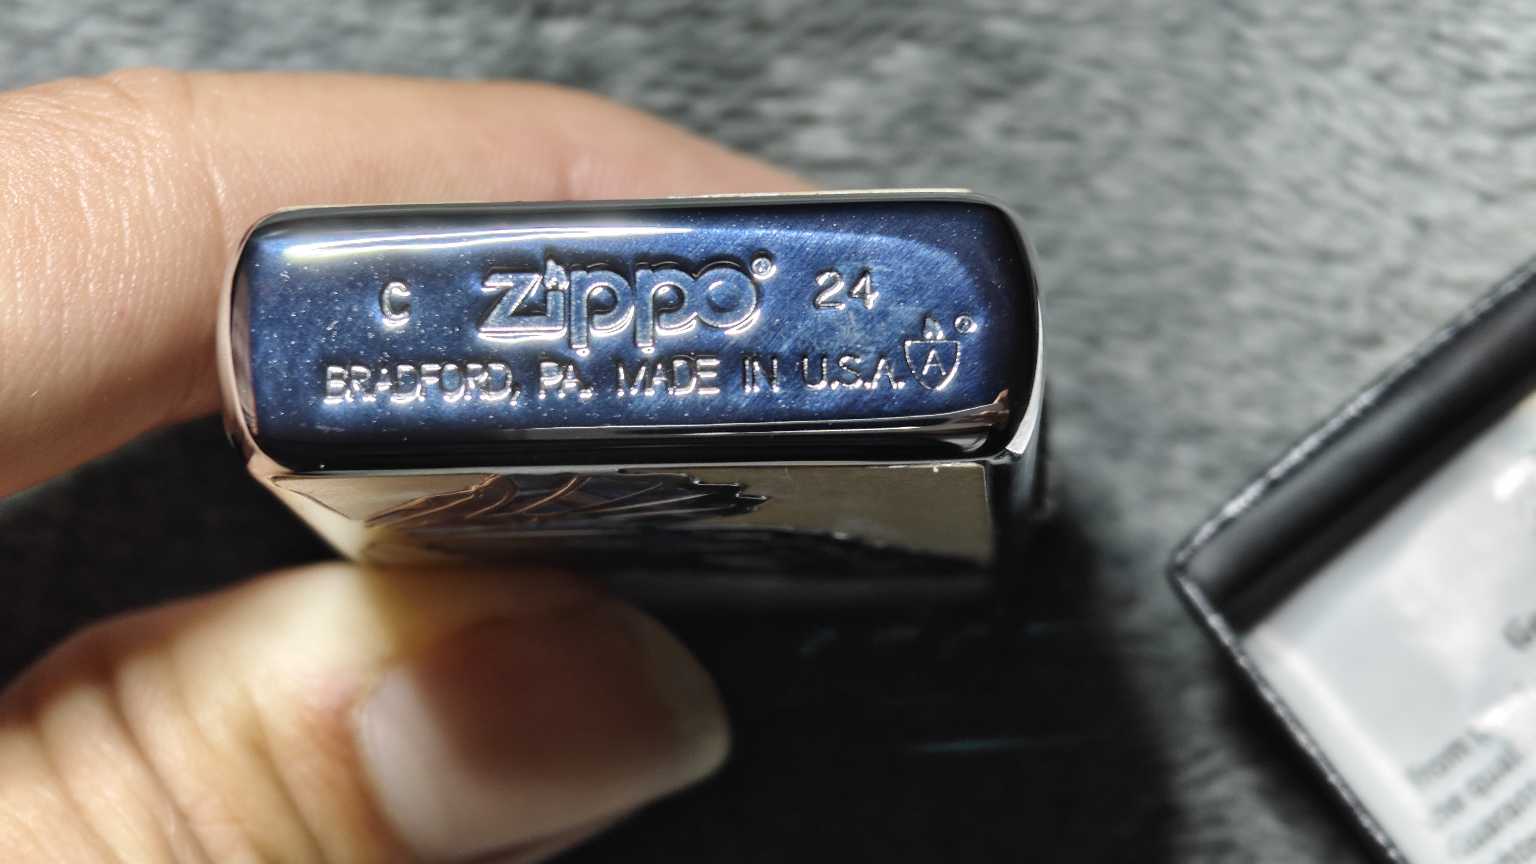 C zippo® 24
BRADFORD, PA. MADE IN U.S.A. A®